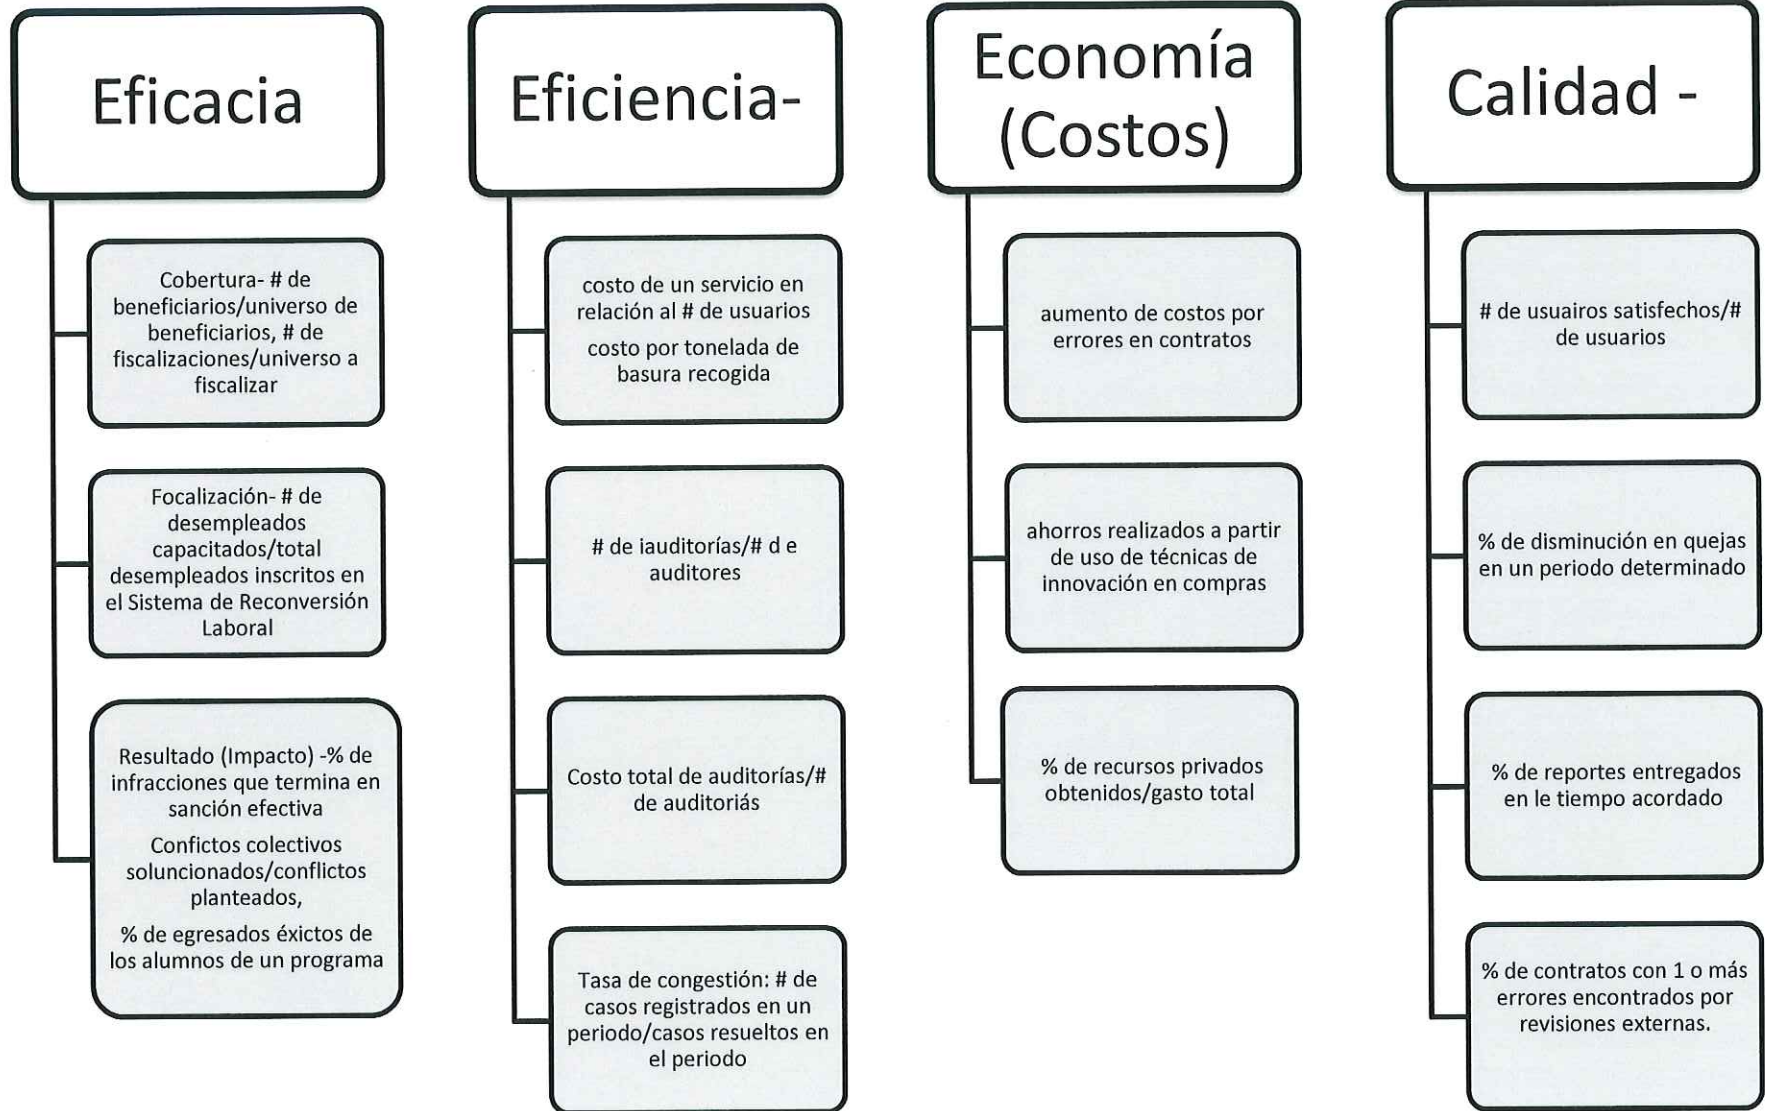 Eficacia
Cobertura- # de
beneficiarios/universo de
beneficiarios, # de
fiscalizaciones/universo a
fiscalizar
Focalización- # de
desempleados
capacitados/total
desempleados inscritos en
el Sistema de Reconversión
Laboral
Resultado (Impacto) -% de
infracciones que termina en
sanción efectiva
Confictos colectivos
soluncionados/conflictos
planteados,
% de egresados éxictos de
los alumnos de un programa
Eficiencia-
costo de un servicio en
relación al # de usuarios
costo por tonelada de
basura recogida
# de iauditorías/# d e
auditores
Costo total de auditorías/#
de auditoriás
Tasa de congestión: # de
casos registrados en un
periodo/casos resueltos en
el periodo
Economía
(Costos)
aumento de costos por
errores en contratos
ahorros realizados a partir
de uso de técnicas de
innovación en compras
% de recursos privados
obtenidos/gasto total
Calidad -
# de usuairos satisfechos/#
de usuarios
% de disminución en quejas
en un periodo determinado
% de reportes entregados
en le tiempo acordado
% de contratos con 1 o más
errores encontrados por
revisiones externas.